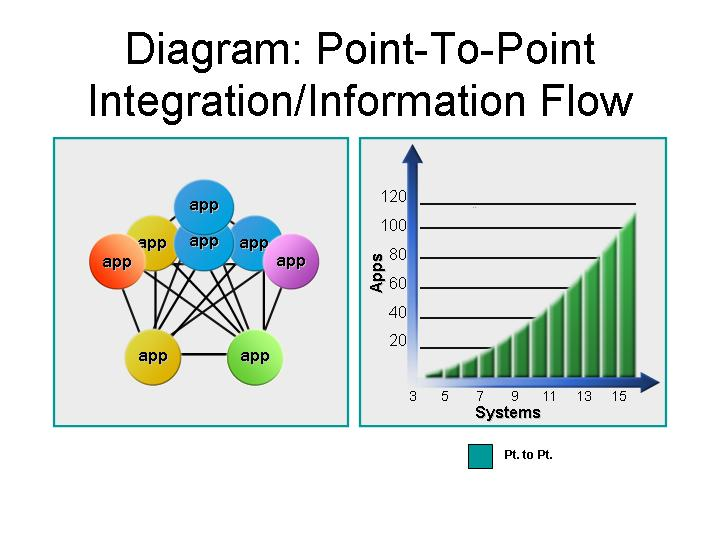 Diagram: Point-To-Point
Integration/Information Flow
app
app
app
app
app
app
app
app
120
100
80
60
40
20
Apps
3 5 7 9 11 13 15
Systems
Pt. to Pt.